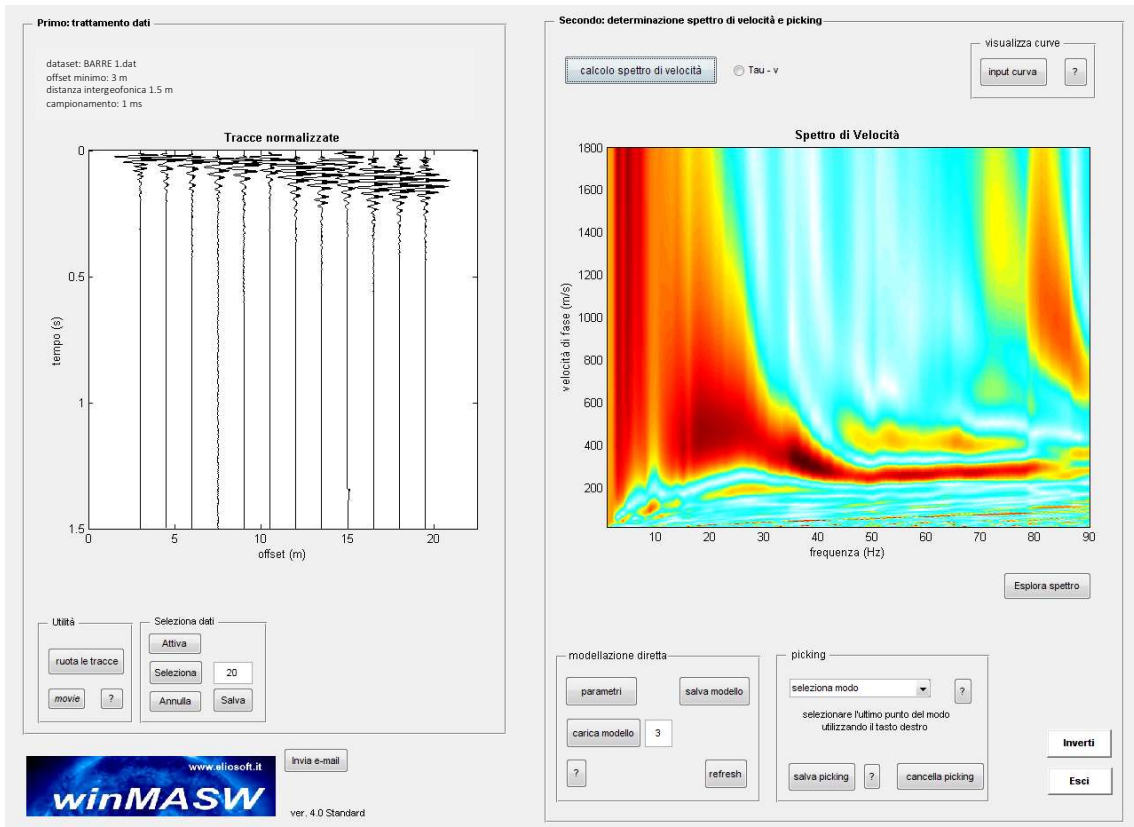 Primo: trattamento dati
dataset: BARRE 1.dat
offset minimo: 3 m
distanza intergeofonica 1.5 m
campionamento: 1 ms
Tracce normalizzate
0
0.5
1
1.5
tempo (s)
0 5 10 15 20
offset (m)
Utilità
ruota le tracce
movie ?
Seleziona dati
Attiva
Seleziona 20
Annulla Salva
www.eliosoft.it
winMASW
Invia e-mail
ver. 4.0 Standard
Secondo: determinazione spettro di velocità e picking
calcolo spettro di velocità Tau - v
visualizza curve
input curva ?
Spettro di Velocità
1800
1600
1400
1200
1000
800
600
400
200
velocità di fase (m/s)
10 20 30 40 50 60 70 80 90
frequenza (Hz)
Esplora spettro
modellazione diretta
parametri salva modello
carica modello 3
? refresh
picking
seleziona modo ?
selezionare l'ultimo punto del modo
utilizzando il tasto destro
salva picking ? cancella picking
Inverti
Esci